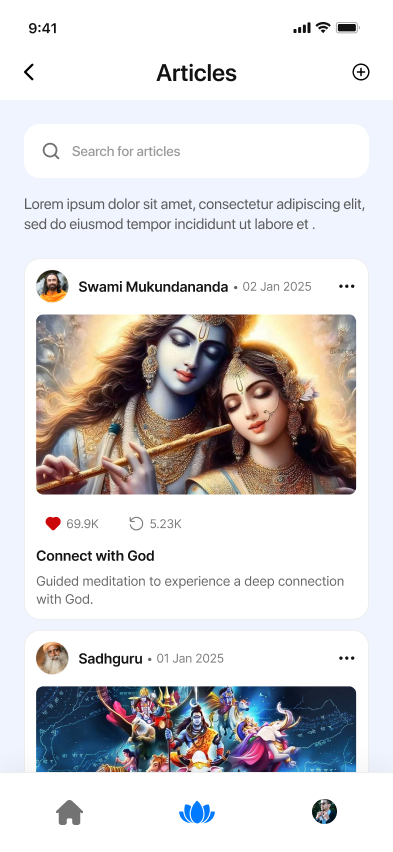 9:41
Articles
Search for articles
Lorem ipsum dolor sit amet, consectetur adipiscing elit,
sed do eiusmod tempor incididunt ut labore et .
Swami Mukundananda • 02 Jan 2025
69.9K 5.23K
Connect with God
Guided meditation to experience a deep connection
with God.
Sadhguru • 01 Jan 2025